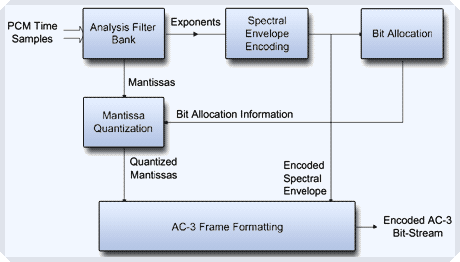 PCM Time
Samples
Analysis Filter
Bank
Exponents
Spectral
Envelope
Encoding
Bit Allocation
Mantissas
Mantissa
Quantization
Bit Allocation Information
Quantized
Mantissas
Encoded
Spectral
Envelope
AC-3 Frame Formatting
Encoded AC-3
Bit-Stream